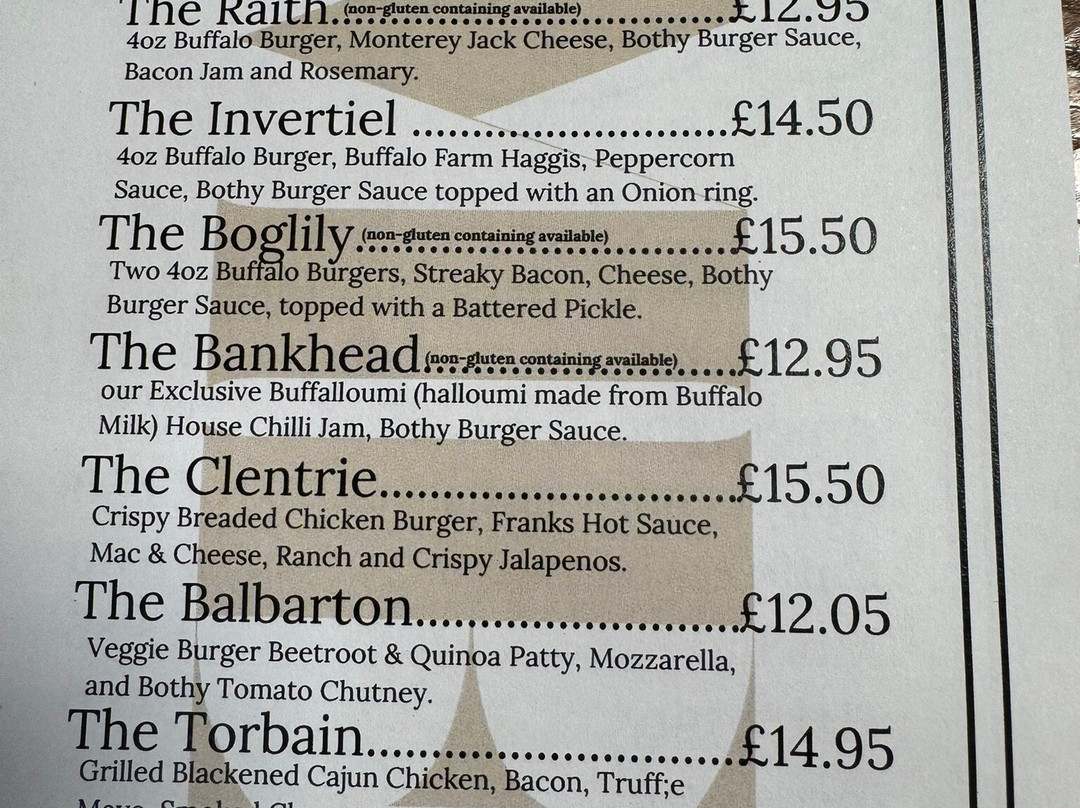 The Raith.(non-gluten containing available)..................£12.95
4oz Buffalo Burger, Monterey Jack Cheese, Bothy Burger Sauce,
Bacon Jam and Rosemary.
The Invertiel .........................£14.50
4oz Buffalo Burger, Buffalo Farm Haggis, Peppercorn
Sauce, Bothy Burger Sauce topped with an Onion ring.
The Boglily.(non-gluten containing available)..................£15.50
Two 4oz Buffalo Burgers, Streaky Bacon, Cheese, Bothy
Burger Sauce, topped with a Battered Pickle.
The Bankhead(non-gluten containing available).....£12.95
our Exclusive Buffalloumi (halloumi made from Buffalo
Milk) House Chilli Jam, Bothy Burger Sauce.
The Clentrie............................£15.50
Crispy Breaded Chicken Burger, Franks Hot Sauce,
Mac & Cheese, Ranch and Crispy Jalapenos.
The Balbarton.........................£12.05
Veggie Burger Beetroot & Quinoa Patty, Mozzarella,
and Bothy Tomato Chutney.
The Torbain.............................£14.95
Grilled Blackened Cajun Chicken, Bacon, Truff;e